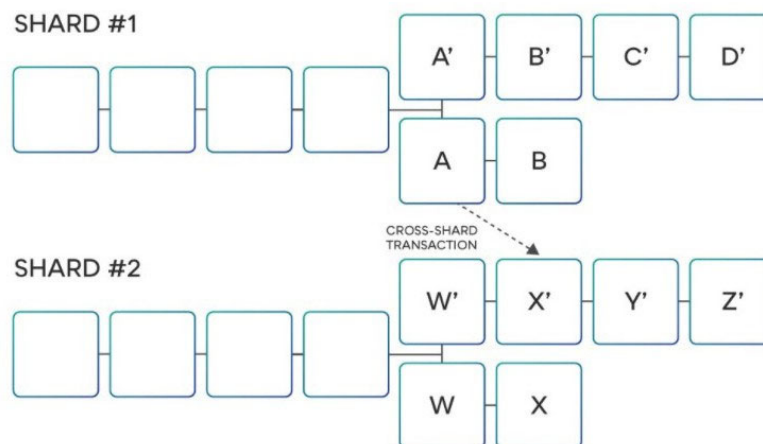 SHARD #1
A’ B’ C’ D’
A B
CROSS-SHARD
TRANSACTION
SHARD #2
W’ X’ Y’ Z’
W X